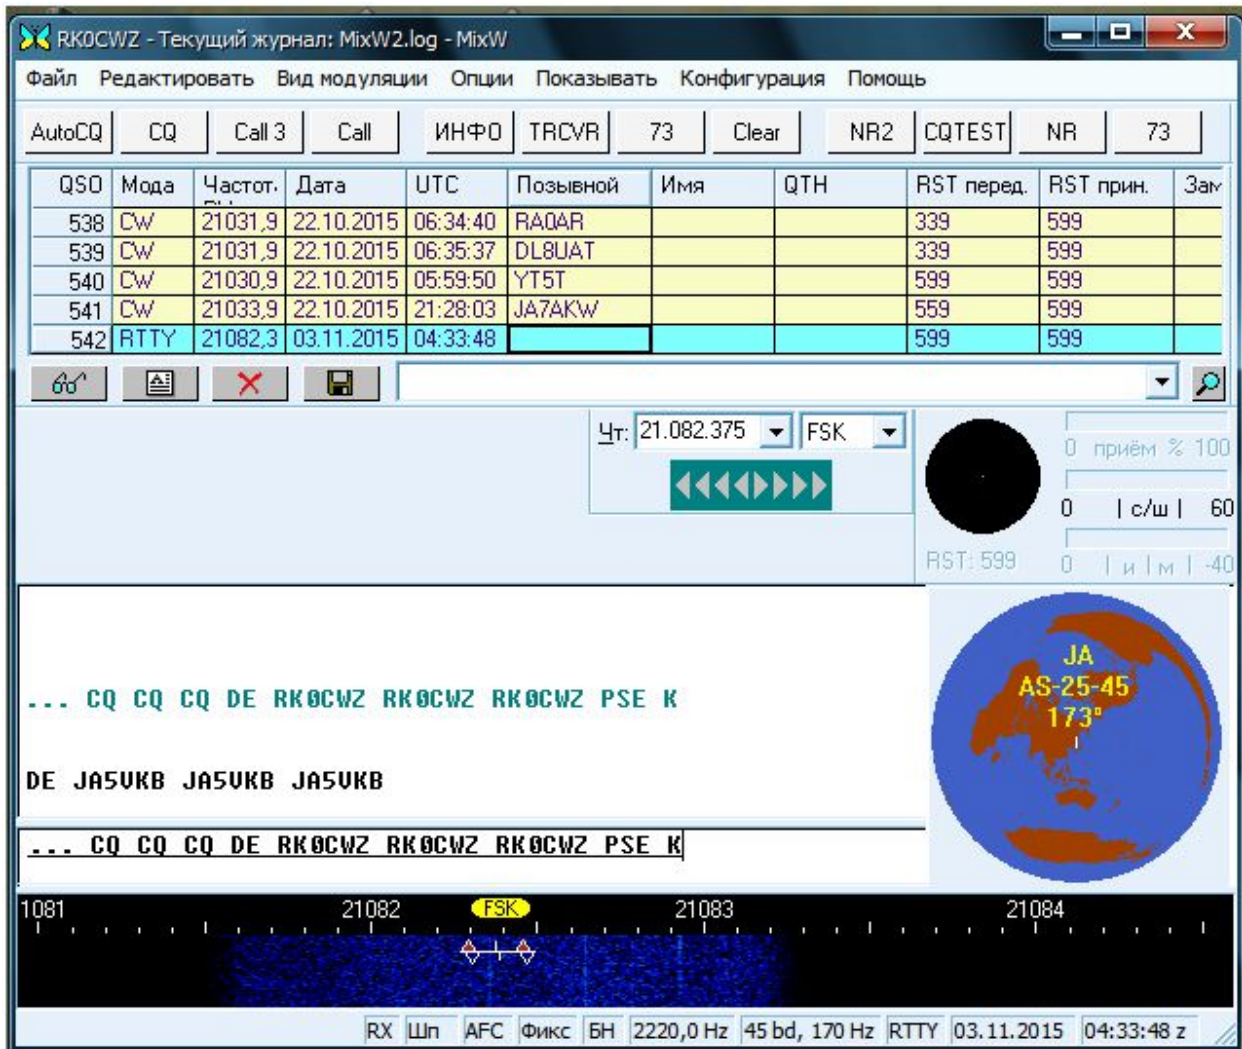 RK0CWZ - Текущий журнал: MixW2.log - MixW
Файл Редактировать Вид модуляции Опции Показывать Конфигурация Помощь
AutoCQ CQ Call 3 Call ИНФО TRCVR 73 Clear NR2 CQTEST NR 73
QSO Мода Частот. Дата UTC Позывной Имя QTH RST перед. RST прин. Зам
538 CW 21031,9 22.10.2015 06:34:40 RA0AR 339 599
539 CW 21031,9 22.10.2015 06:35:37 DL8UAT 339 599
540 CW 21030,9 22.10.2015 05:59:50 YT5T 599 599
541 CW 21033,9 22.10.2015 21:28:03 JA7AKW 559 599
542 RTTY 21082,3 03.11.2015 04:33:48 599 599
Чт: 21.082.375 FSK
0 приём % 100
0 | с/ш | 60
RST: 599 0 | и | м | -40
JA
AS-25-45
173°
... CQ CQ CQ DE RK0CWZ RK0CWZ RK0CWZ PSE K
DE JA5VKB JA5VKB JA5VKB
... CQ CQ CQ DE RK0CWZ RK0CWZ RK0CWZ PSE K
1081 21082 FSK 21083 21084
RX Шп AFC Фикс БН 2220,0 Hz 45 bd, 170 Hz RTTY 03.11.2015 04:33:48 z